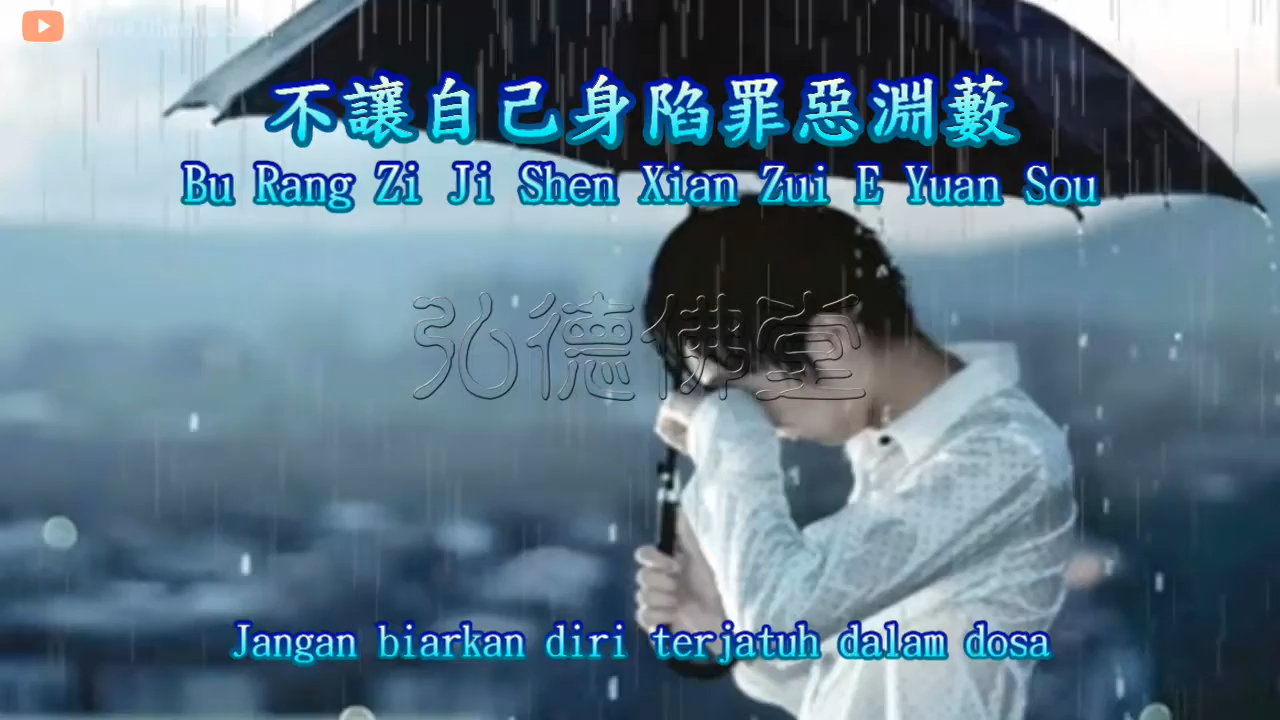 不讓自己身陷罪惡淵藪
Bu Rang Zi Ji Shen Xian Zui E Yuan Sou
弘德佛堂
Jangan biarkan diri terjatuh dalam dosa